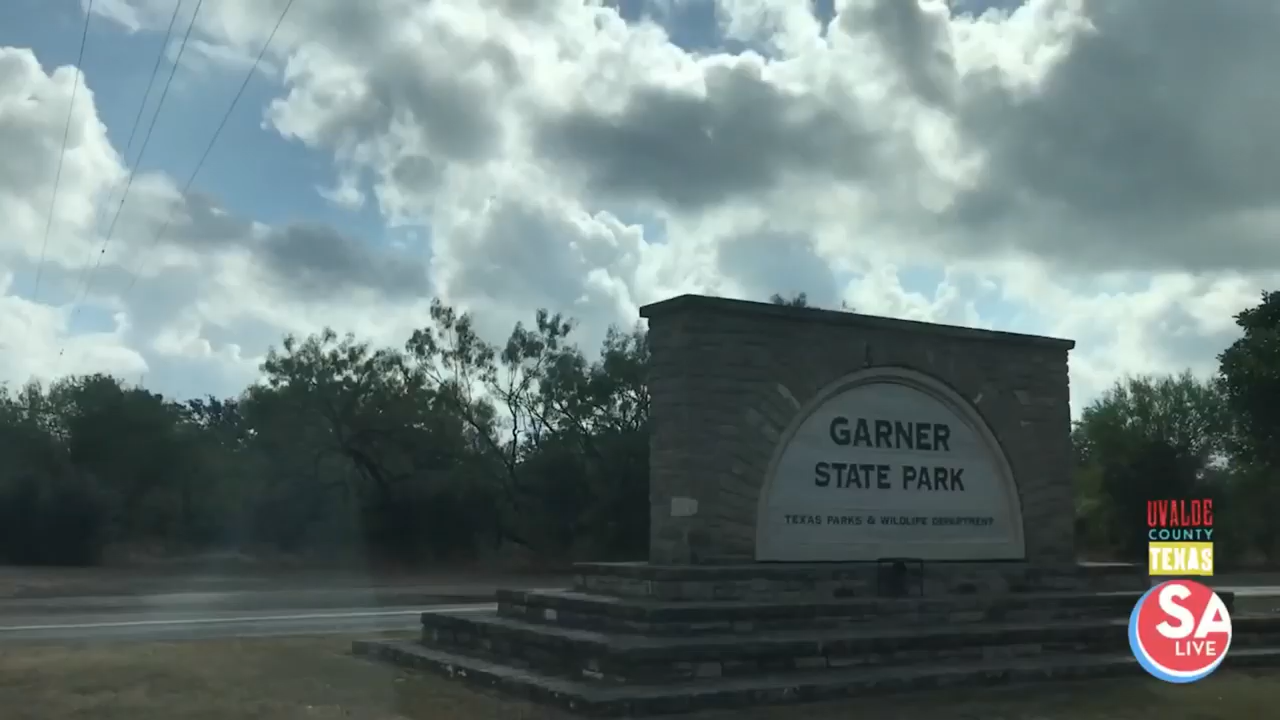 GARNER
STATE PARK
TEXAS PARKS & WILDLIFE DEPARTMENT
UVALDE
COUNTY
TEXAS
SA
LIVE